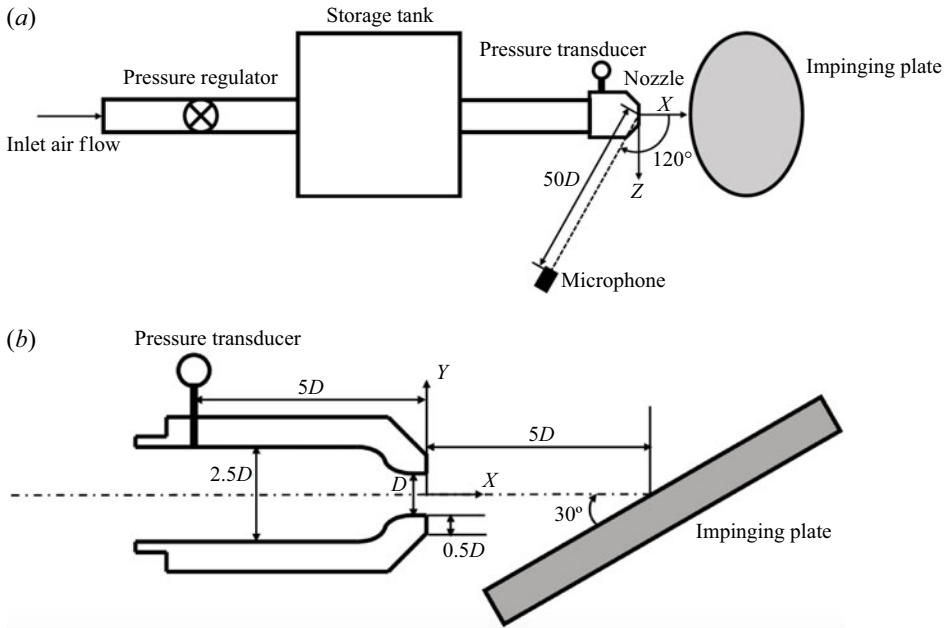 (a)
Storage tank
Pressure transducer
Pressure regulator
Nozzle
Impinging plate
X
Inlet air flow
120°
50D
Z
Microphone
(b)
Pressure transducer
Y
5D
5D
2.5D
D
X
30°
Impinging plate
0.5D